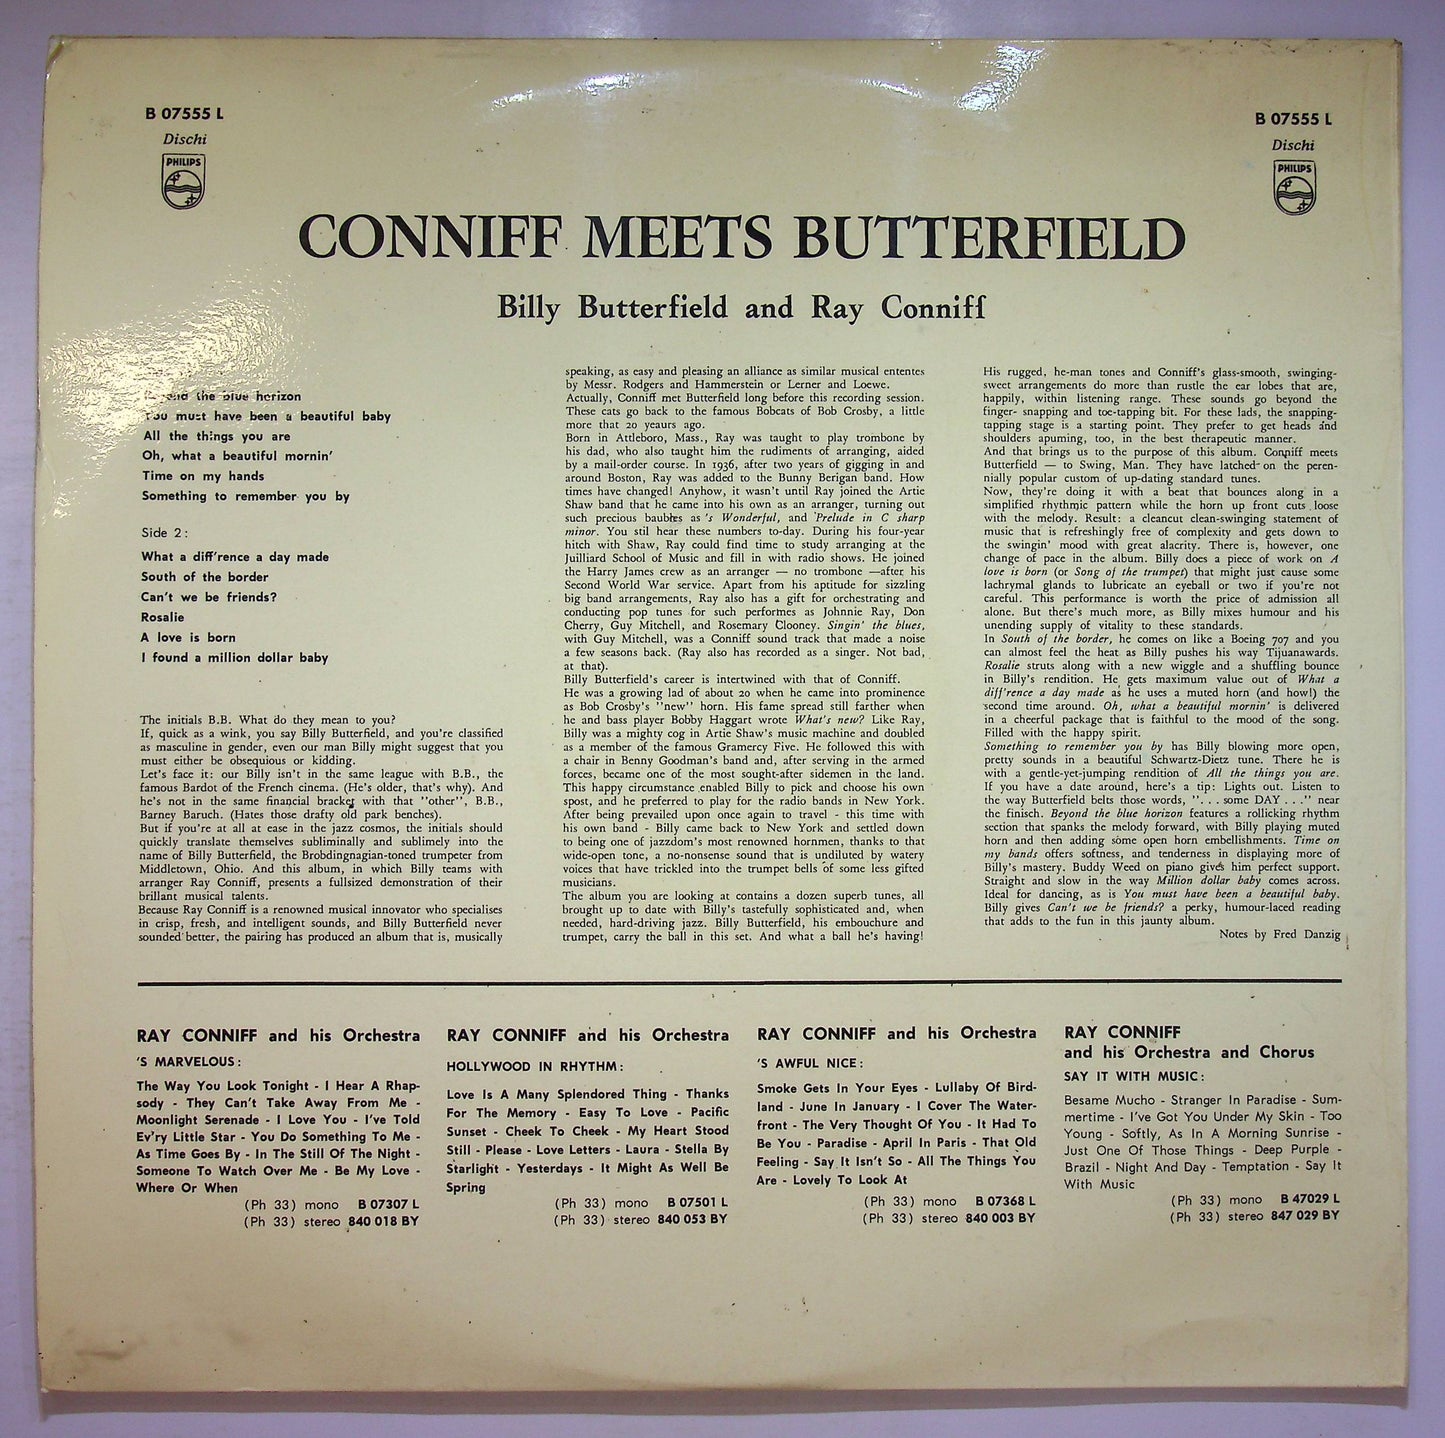 B 07555 L
Dischi
PHILIPS
B 07555 L
Dischi
PHILIPS
CONNIFF MEETS BUTTERFIELD
Billy Butterfield and Ray Conniff
the blue horizon
You must have been a beautiful baby
All the things you are
Oh, what a beautiful mornin'
Time on my hands
Something to remember you by
Side 2:
What a diff'rence a day made
South of the border
Can't we be friends?
Rosalie
A love is born
I found a million dollar baby
The initials B.B. What do they mean to you?
If, quick as a wink, you say Billy Butterfield, and you're classified
as masculine in gender, even our man Billy might suggest that you
must either be obsequious or kidding.
Let's face it: our Billy isn't in the same league with B.B., the
famous Bardot of the French cinema. (He's older, that's why). And
he's not in the same financial bracket with that "other", B.B.,
Barney Baruch. (Hates those drafty old park benches).
But if you're at all at ease in the jazz cosmos, the initials should
quickly translate themselves subliminally and sublimely into the
name of Billy Butterfield, the Brobdingnagian-toned trumpeter from
Middletown, Ohio. And this album, in which Billy teams with
arranger Ray Conniff, presents a fullsized demonstration of their
brillant musical talents.
Because Ray Conniff is a renowned musical innovator who specialises
in crisp, fresh, and intelligent sounds, and Billy Butterfield never
sounded better, the pairing has produced an album that is, musically
speaking, as easy and pleasing an alliance as similar musical ententes
by Messr. Rodgers and Hammerstein or Lerner and Loewe.
Actually, Conniff met Butterfield long before this recording session.
These cats go back to the famous Bobcats of Bob Crosby, a little
more that 20 yeaurs ago.
Born in Attleboro, Mass., Ray was taught to play trombone by
his dad, who also taught him the rudiments of arranging, aided
by a mail-order course. In 1936, after two years of gigging in and
around Boston, Ray was added to the Bunny Berigan band. How
times have changed! Anyhow, it wasn't until Ray joined the Artie
Shaw band that he came into his own as an arranger, turning out
such precious baubles as 's Wonderful, and Prelude in C sharp
minor. You stil hear these numbers to-day. During his four-year
hitch with Shaw, Ray could find time to study arranging at the
Juilliard School of Music and fill in with radio shows. He joined
the Harry James crew as an arranger — no trombone —after his
Second World War service. Apart from his aptitude for sizzling
big band arrangements, Ray also has a gift for orchestrating and
conducting pop tunes for such performes as Johnnie Ray, Don
Cherry, Guy Mitchell, and Rosemary Clooney. Singin' the blues,
with Guy Mitchell, was a Conniff sound track that made a noise
a few seasons back. (Ray also has recorded as a singer. Not bad,
at that).
Billy Butterfield's career is intertwined with that of Conniff.
He was a growing lad of about 20 when he came into prominence
as Bob Crosby's "new" horn. His fame spread still farther when
he and bass player Bobby Haggart wrote What's new? Like Ray,
Billy was a mighty cog in Artie Shaw's music machine and doubled
as a member of the famous Gramercy Five. He followed this with
a chair in Benny Goodman's band and, after serving in the armed
forces, became one of the most sought-after sidemen in the land.
This happy circumstance enabled Billy to pick and choose his own
spost, and he preferred to play for the radio bands in New York.
After being prevailed upon once again to travel - this time with
his own band - Billy came back to New York and settled down
to being one of jazzdom's most renowned hornmen, thanks to that
wide-open tone, a no-nonsense sound that is undiluted by watery
voices that have trickled into the trumpet bells of some less gifted
musicians.
The album you are looking at contains a dozen superb tunes, all
brought up to date with Billy's tastefully sophisticated and, when
needed, hard-driving jazz. Billy Butterfield, his embouchure and
trumpet, carry the ball in this set. And what a ball he's having!
His rugged, he-man tones and Conniff's glass-smooth, swinging-
sweet arrangements do more than rustle the ear lobes that are,
happily, within listening range. These sounds go beyond the
finger- snapping and toe-tapping bit. For these lads, the snapping-
tapping stage is a starting point. They prefer to get heads and
shoulders apuming, too, in the best therapeutic manner.
And that brings us to the purpose of this album. Conniff meets
Butterfield — to Swing, Man. They have latched on the peren-
nially popular custom of up-dating standard tunes.
Now, they're doing it with a beat that bounces along in a
simplified rhythmic pattern while the horn up front cuts loose
with the melody. Result: a cleancut clean-swinging statement of
music that is refreshingly free of complexity and gets down to
the swingin' mood with great alacrity. There is, however, one
change of pace in the album. Billy does a piece of work on A
love is born (or Song of the trumpet) that might just cause some
lachrymal glands to lubricate an eyeball or two if you're not
careful. This performance is worth the price of admission all
alone. But there's much more, as Billy mixes humour and his
unending supply of vitality to these standards.
In South of the border, he comes on like a Boeing 707 and you
can almost feel the heat as Billy pushes his way Tijuanawards.
Rosalie struts along with a new wiggle and a shuffling bounce
in Billy's rendition. He gets maximum value out of What a
diff'rence a day made as he uses a muted horn (and how!) the
second time around. Oh, what a beautiful mornin' is delivered
in a cheerful package that is faithful to the mood of the song.
Filled with the happy spirit.
Something to remember you by has Billy blowing more open,
pretty sounds in a beautiful Schwartz-Dietz tune. There he is
with a gentle-yet-jumping rendition of All the things you are.
If you have a date around, here's a tip: Lights out. Listen to
the way Butterfield belts those words, ". . . some DAY . . ." near
the finisch. Beyond the blue horizon features a rollicking rhythm
section that spanks the melody forward, with Billy playing muted
horn and then adding some open horn embellishments. Time on
my bands offers softness, and tenderness in displaying more of
Billy's mastery. Buddy Weed on piano gives him perfect support.
Straight and slow in the way Million dollar baby comes across.
Ideal for dancing, as is You must have been a beautiful baby.
Billy gives Can't we be friends? a perky, humour-laced reading
that adds to the fun in this jaunty album.
Notes by Fred Danzig
RAY CONNIFF and his Orchestra
'S MARVELOUS:
The Way You Look Tonight - I Hear A Rhap-
sody - They Can't Take Away From Me -
Moonlight Serenade - I Love You - I've Told
Ev'ry Little Star - You Do Something To Me -
As Time Goes By - In The Still Of The Night -
Someone To Watch Over Me - Be My Love -
Where Or When
(Ph 33) mono B 07307 L
(Ph 33) stereo 840 018 BY
RAY CONNIFF and his Orchestra
HOLLYWOOD IN RHYTHM:
Love Is A Many Splendored Thing - Thanks
For The Memory - Easy To Love - Pacific
Sunset - Cheek To Cheek - My Heart Stood
Still - Please - Love Letters - Laura - Stella By
Starlight - Yesterdays - It Might As Well Be
Spring
(Ph 33) mono B 07501 L
(Ph 33) stereo 840 053 BY
RAY CONNIFF and his Orchestra
'S AWFUL NICE:
Smoke Gets In Your Eyes - Lullaby Of Bird-
land - June In January - I Cover The Water-
front - The Very Thought Of You - It Had To
Be You - Paradise - April In Paris - That Old
Feeling - Say It Isn't So - All The Things You
Are - Lovely To Look At
(Ph 33) mono B 07368 L
(Ph 33) stereo 840 003 BY
RAY CONNIFF
and his Orchestra and Chorus
SAY IT WITH MUSIC:
Besame Mucho - Stranger In Paradise - Sum-
mertime - I've Got You Under My Skin - Too
Young - Softly, As In A Morning Sunrise -
Just One Of Those Things - Deep Purple -
Brazil - Night And Day - Temptation - Say It
With Music
(Ph 33) mono B 47029 L
(Ph 33) stereo 847 029 BY